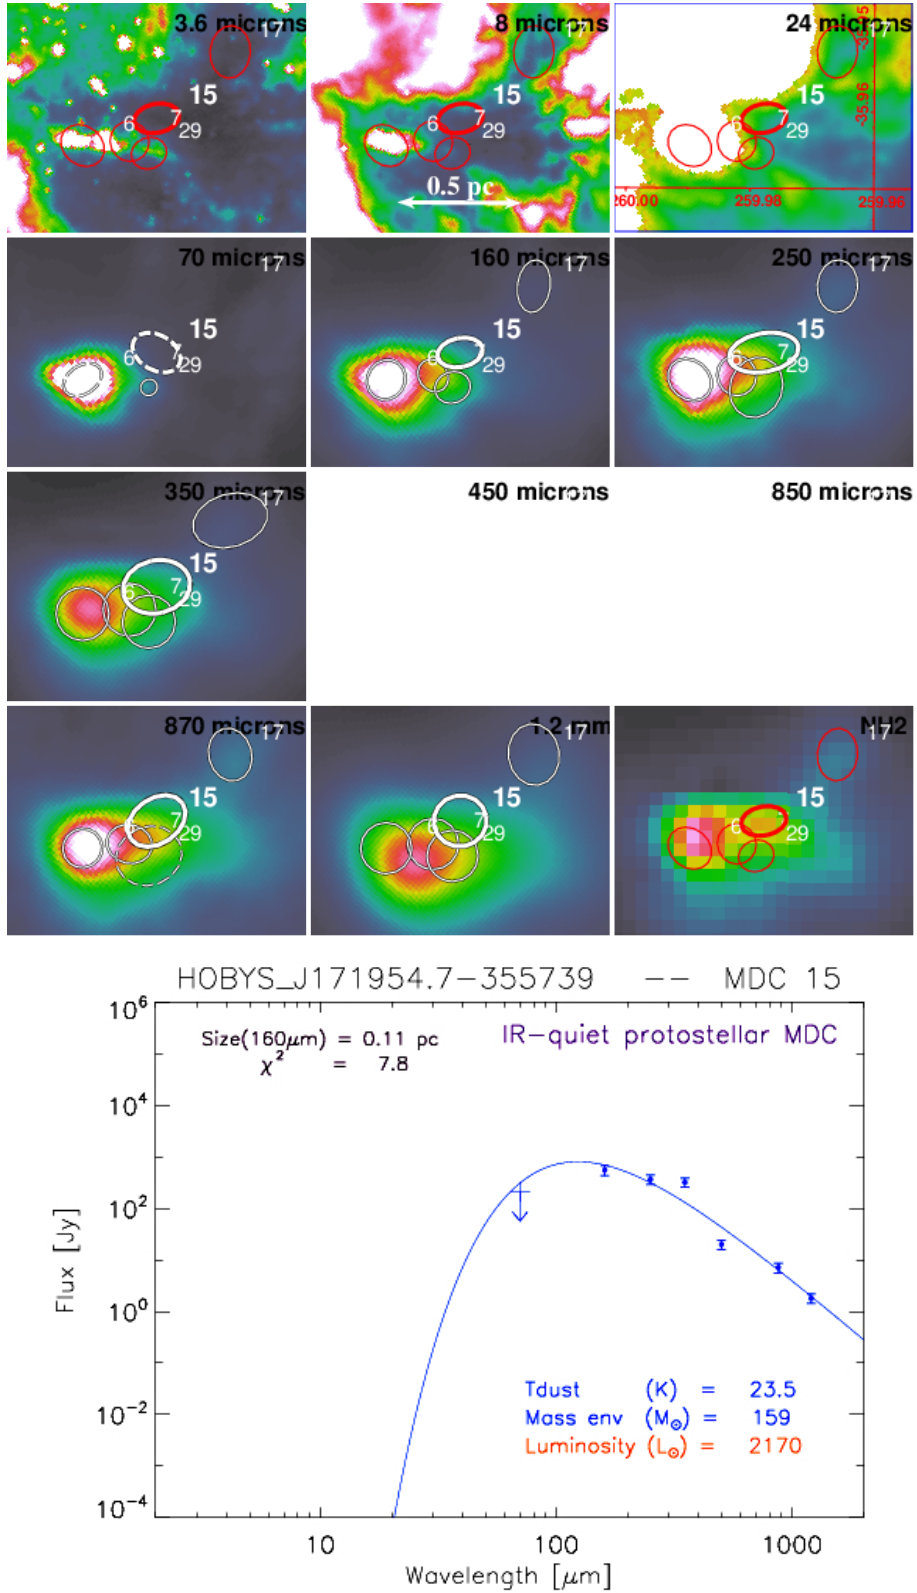 3.6 microns
17
15
6 7
29
8 microns
17
15
6 7
29
0.5 pc
24 microns
17
15
6 7
29
-35.96
260.00 259.98 259.96
70 microns
17
15
6 7
29
160 microns
17
15
6 7
29
250 microns
17
15
6 7
29
350 microns
17
15
6 7
29
450 microns
850 microns
870 microns
17
15
6 7
29
1.2 mm
17
15
6 7
29
NH2
17
15
6
29
HOBYS_J171954.7-355739 -- MDC 15
Size(160μm) = 0.11 pc
χ² = 7.8
IR-quiet protostellar MDC
Flux [Jy]
10⁶
10⁴
10²
10⁰
10⁻²
10⁻⁴
Tdust (K) = 23.5
Mass env (M⊙) = 159
Luminosity (L⊙) = 2170
10 100 1000
Wavelength [μm]